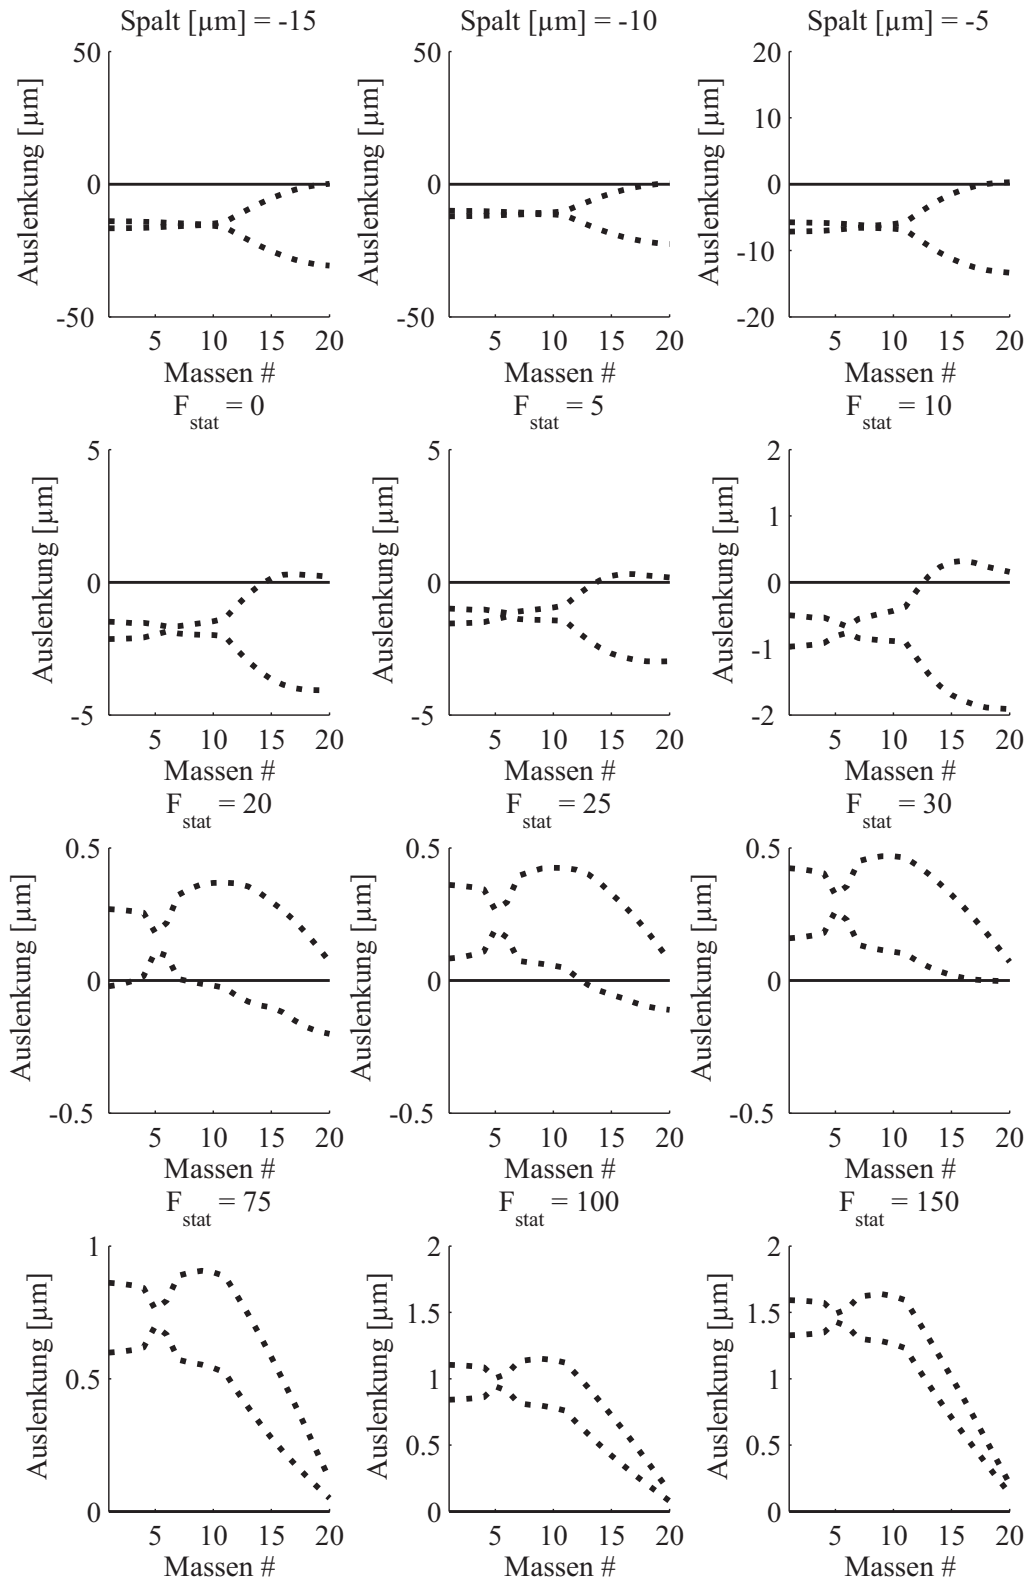 Spalt [µm] = -15
Spalt [µm] = -10
Spalt [µm] = -5
Auslenkung [µm]
50
0
-50
5 10 15 20
Massen #
Auslenkung [µm]
50
0
-50
5 10 15 20
Massen #
Auslenkung [µm]
20
10
0
-10
-20
5 10 15 20
Massen #
F_stat = 0
F_stat = 5
F_stat = 10
Auslenkung [µm]
5
0
-5
5 10 15 20
Massen #
Auslenkung [µm]
5
0
-5
5 10 15 20
Massen #
Auslenkung [µm]
2
1
0
-1
-2
5 10 15 20
Massen #
F_stat = 20
F_stat = 25
F_stat = 30
Auslenkung [µm]
0.5
0
-0.5
5 10 15 20
Massen #
Auslenkung [µm]
0.5
0
-0.5
5 10 15 20
Massen #
Auslenkung [µm]
0.5
0
-0.5
5 10 15 20
Massen #
F_stat = 75
F_stat = 100
F_stat = 150
Auslenkung [µm]
1
0.5
0
5 10 15 20
Massen #
Auslenkung [µm]
2
1.5
1
0.5
0
5 10 15 20
Massen #
Auslenkung [µm]
2
1.5
1
0.5
0
5 10 15 20
Massen #